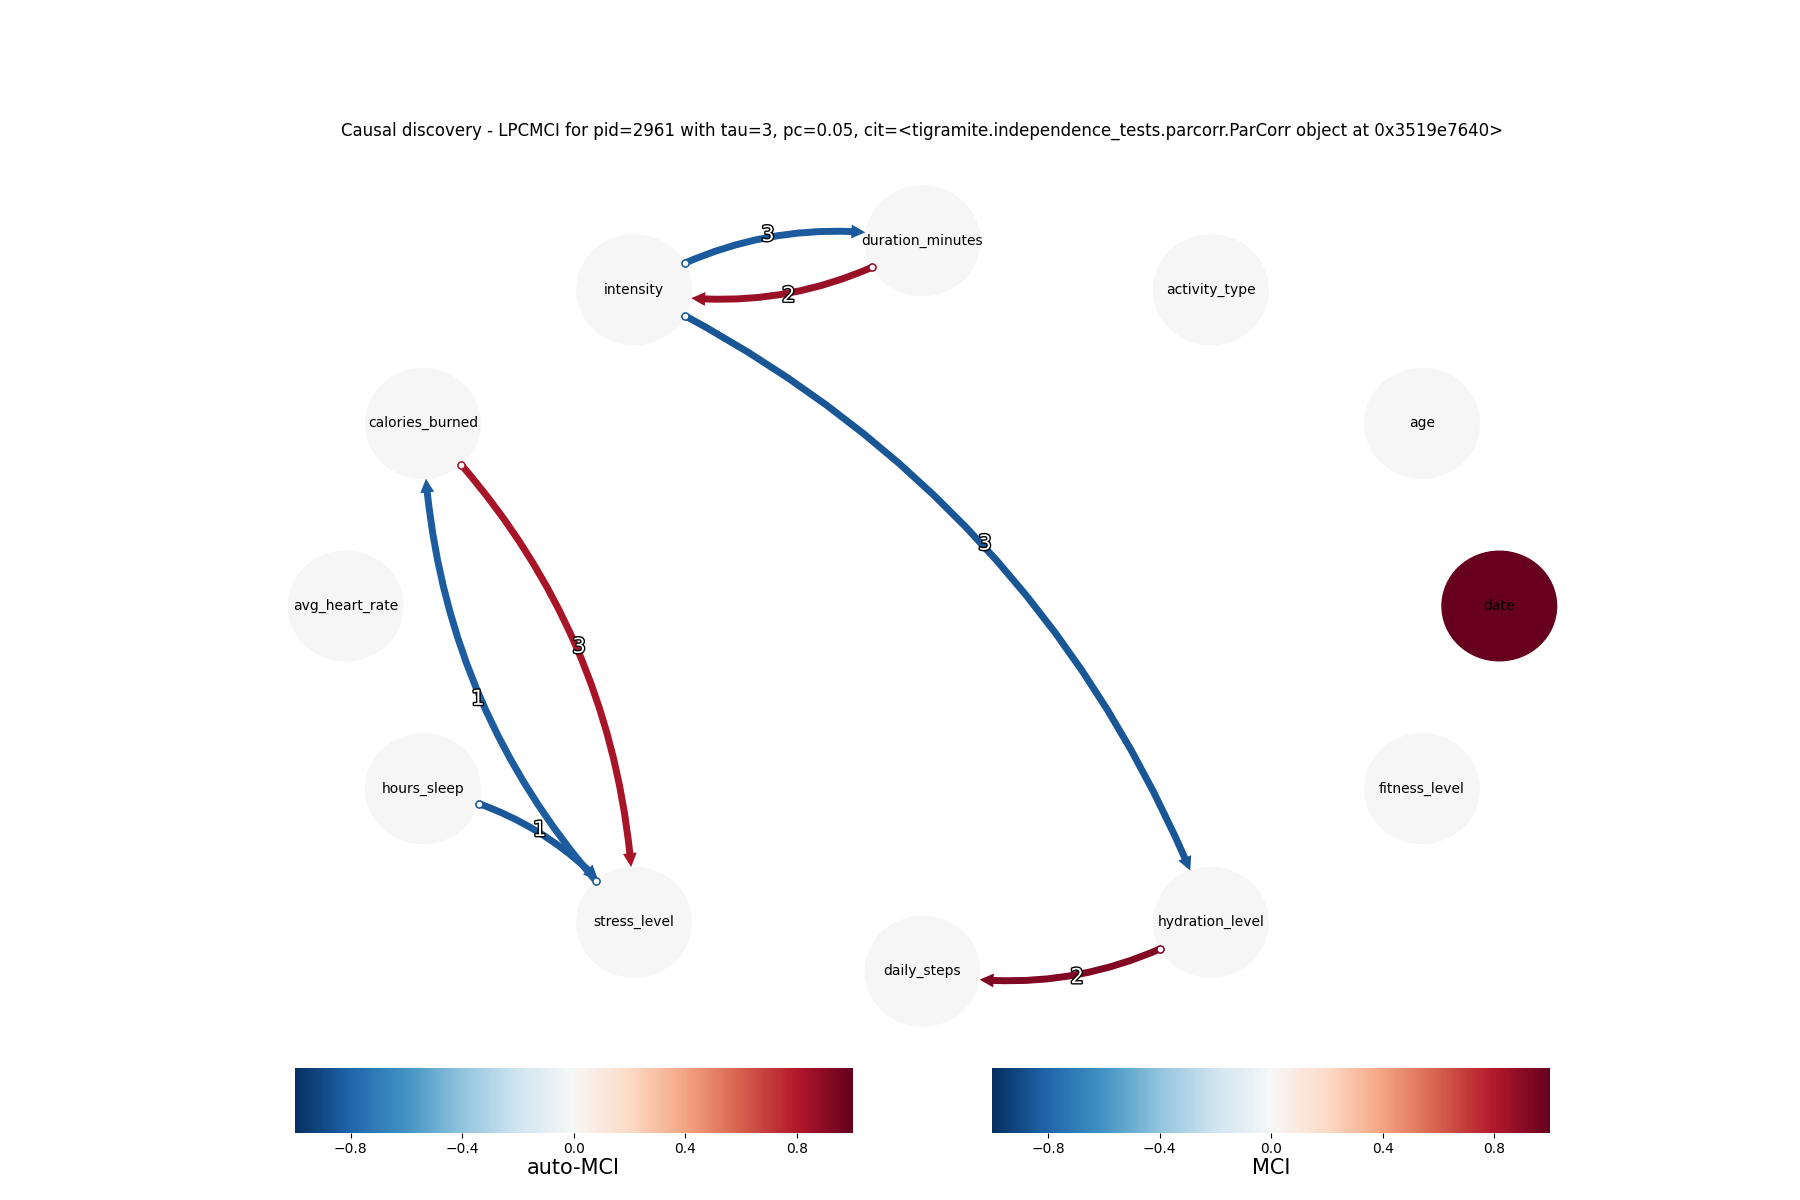 Causal discovery - LPCMCI for pid=2961 with tau=3, pc=0.05, cit=<tigramite.independence_tests.parcorr.ParCorr object at 0x3519e7640>
3
duration_minutes
intensity
2
activity_type
calories_burned
age
3
avg_heart_rate
date
3
1
hours_sleep
fitness_level
1
stress_level
hydration_level
daily_steps
2
−0.8 −0.4 0.0 0.4 0.8
auto-MCI
−0.8 −0.4 0.0 0.4 0.8
MCI